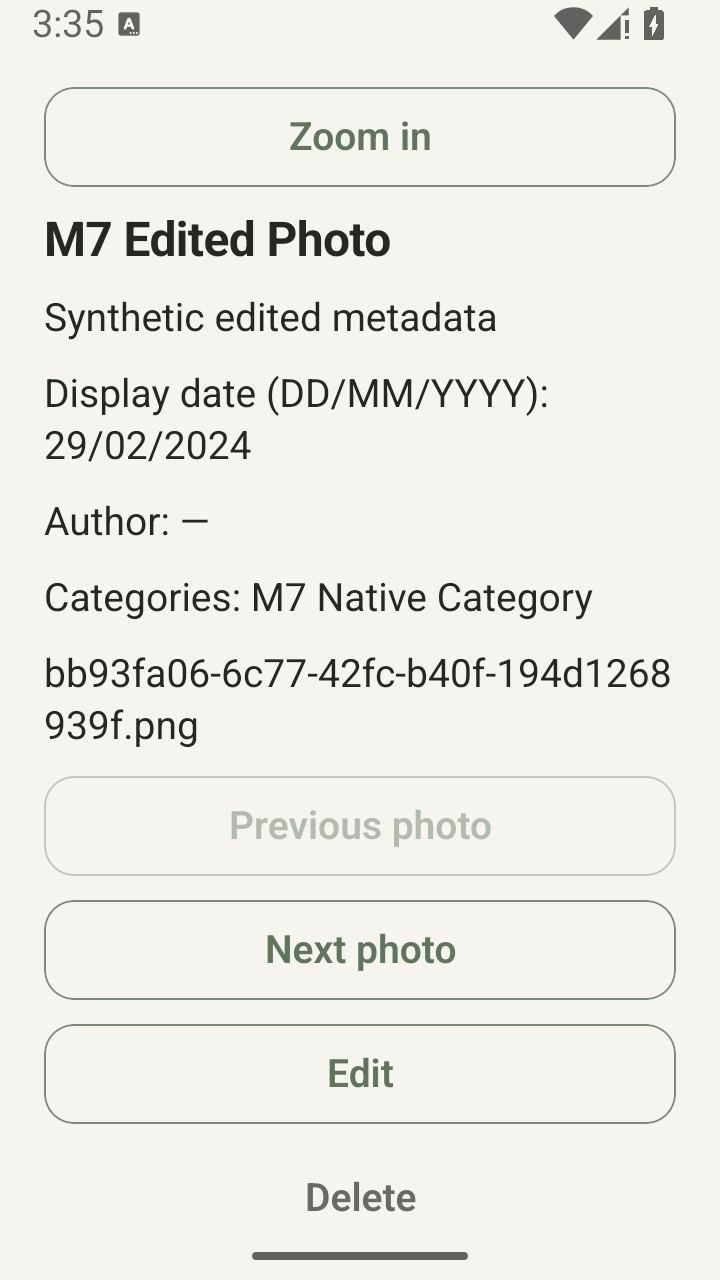 3:35
Zoom in
M7 Edited Photo
Synthetic edited metadata
Display date (DD/MM/YYYY):
29/02/2024
Author: —
Categories: M7 Native Category
bb93fa06-6c77-42fc-b40f-194d1268
939f.png
Previous photo
Next photo
Edit
Delete